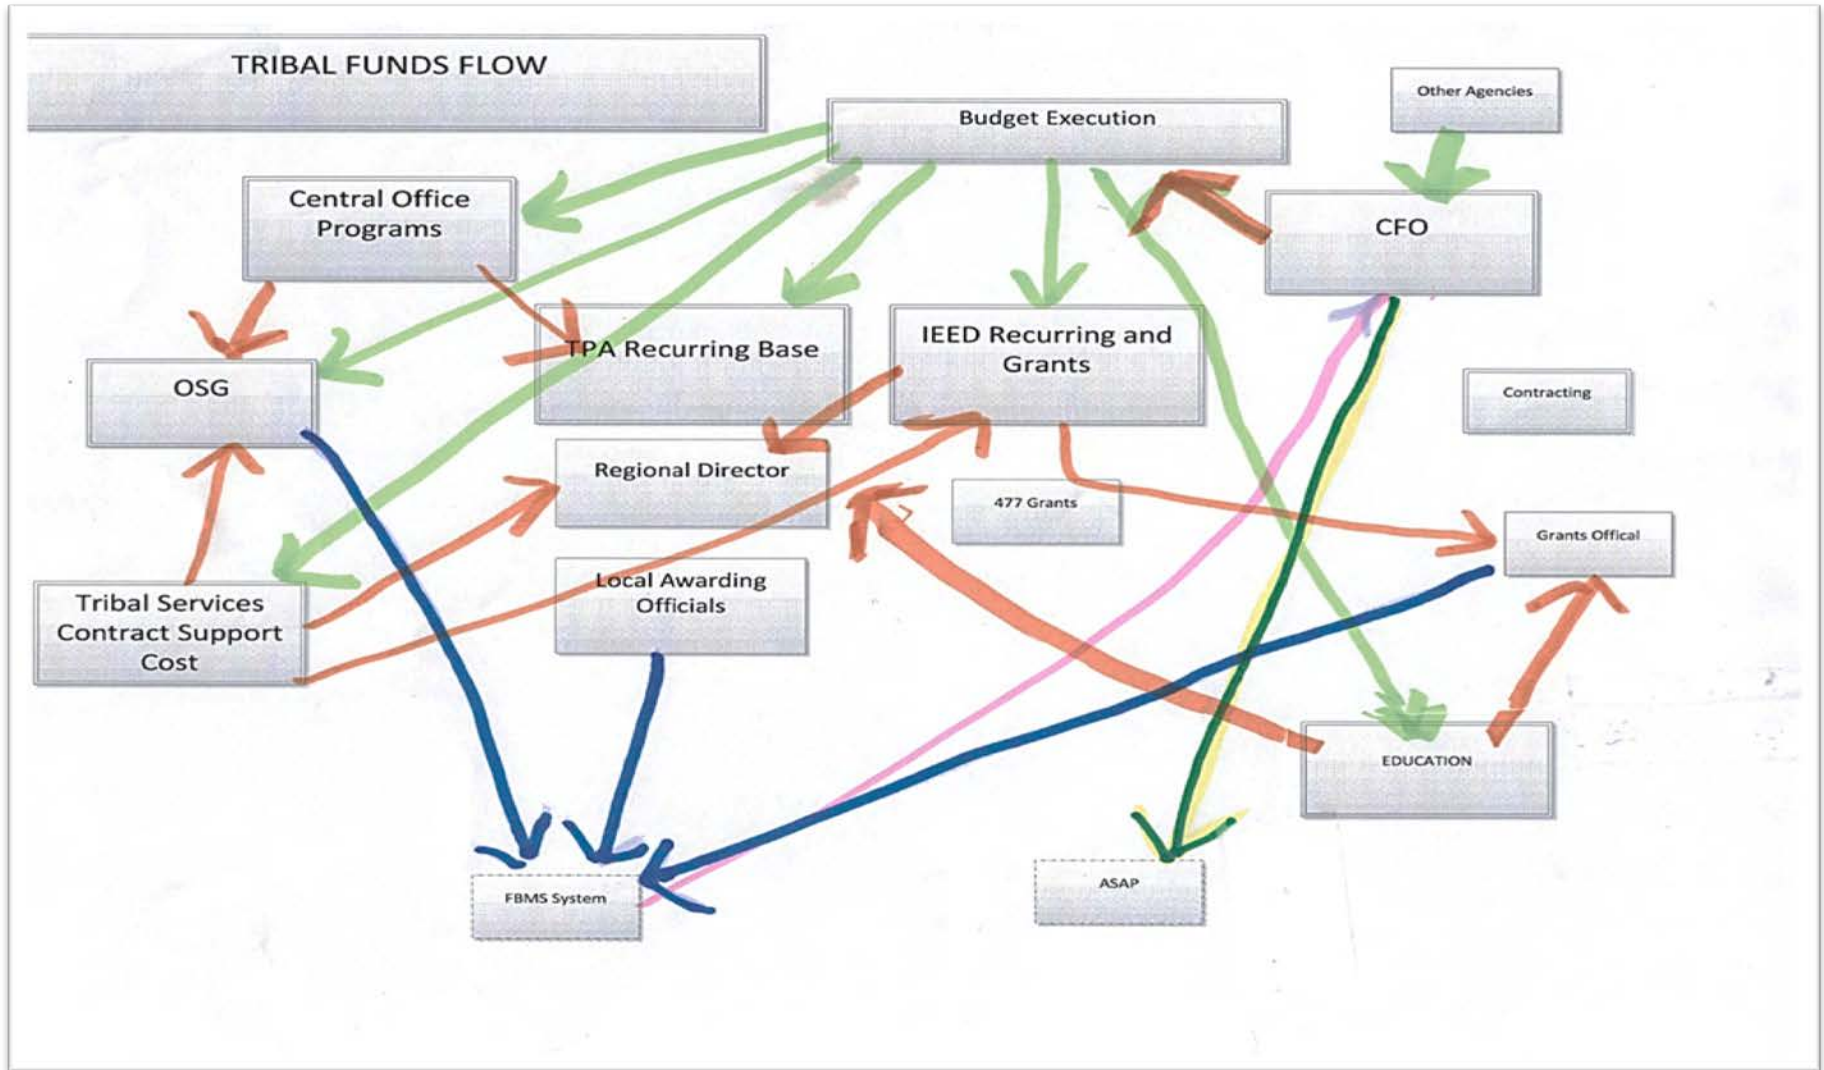 TRIBAL FUNDS FLOW
Other Agencies
Budget Execution
Central Office
Programs
CFO
TPA Recurring Base
IEED Recurring and
Grants
OSG
Contracting
Regional Director
477 Grants
Grants Offical
Local Awarding
Officials
Tribal Services
Contract Support
Cost
EDUCATION
FBMS System
ASAP